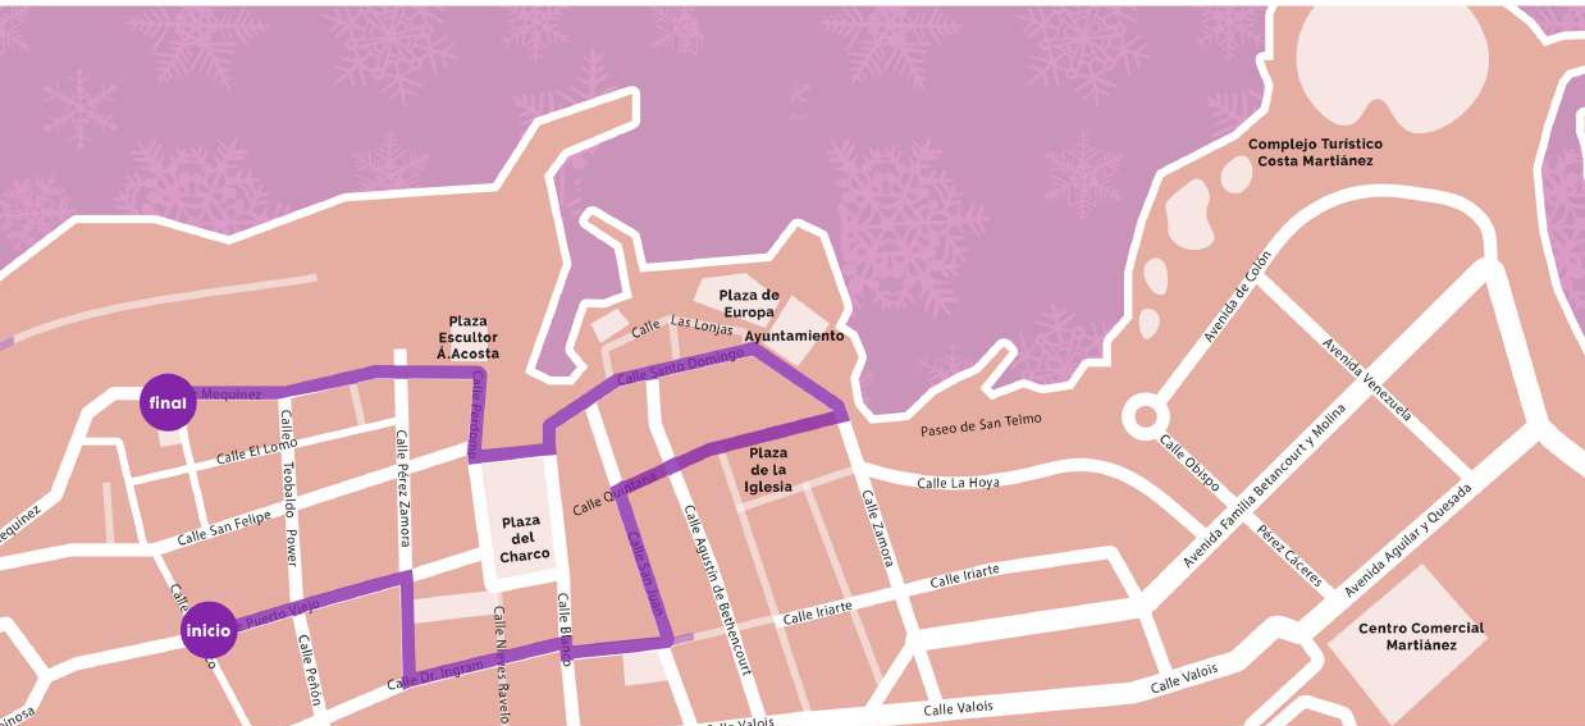 Complejo Turístico
Costa Martiánez
Avenida de Colón
Plaza de
Europa
Calle Las Lonjas
Ayuntamiento
Plaza
Escultor
Á.Acosta
Calle Santo Domingo
Avenida Venezuela
final
Mequinez
Calle Perdomo
Calle Teobaldo Power
Calle El Lomo
Calle Pérez Zamora
Paseo de San Telmo
Avenida Familia Betancourt y Molina
Calle Obispo
Pérez Cáceres
Plaza
de la
Iglesia
Calle Quintana
Calle La Hoya
Calle San Felipe
Plaza
del
Charco
Calle San Juan
Calle Agustín de Bethencourt
Calle Zamora
Avenida Aguilar y Quesada
equinez
Calle
co
inicio
Puerto Viejo
Calle Peñón
Calle Dr. Ingram
Calle Nieves Ravelo
Calle Blanco
Calle Iriarte
Calle Iriarte
Centro Comercial
Martiánez
Calle Valois
Calle Valois
Valois
inosa